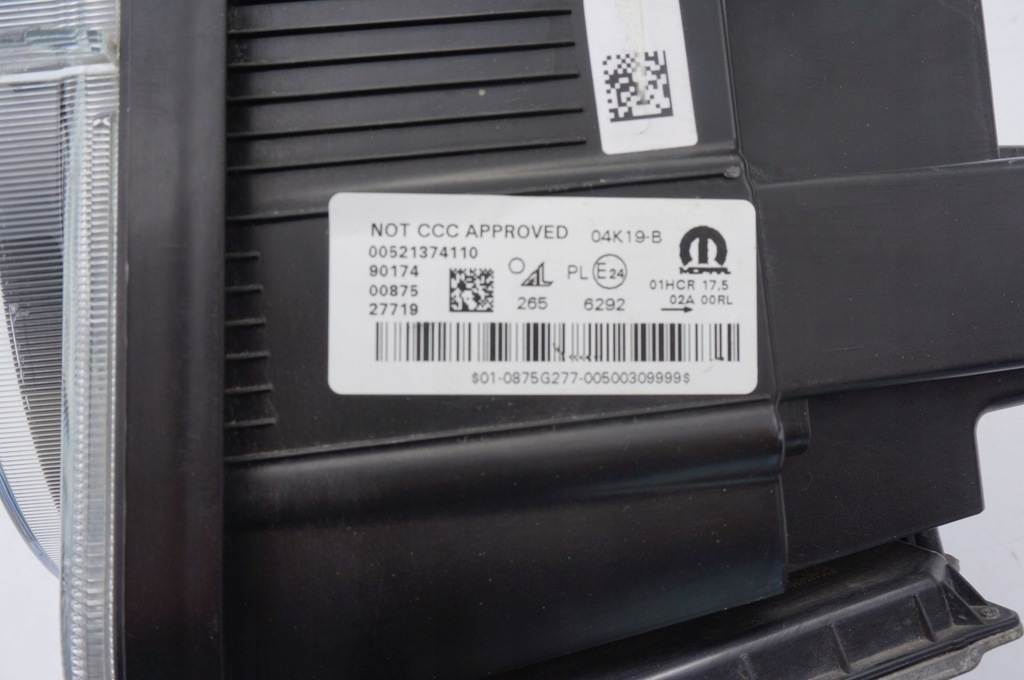 NOT CCC APPROVED 04K19-B
00521374110 MOPAR
90174 PL E24
00875 01HCR 17,5
27719 265 6292 02A 00RL
$01-0875G277-00500309999$